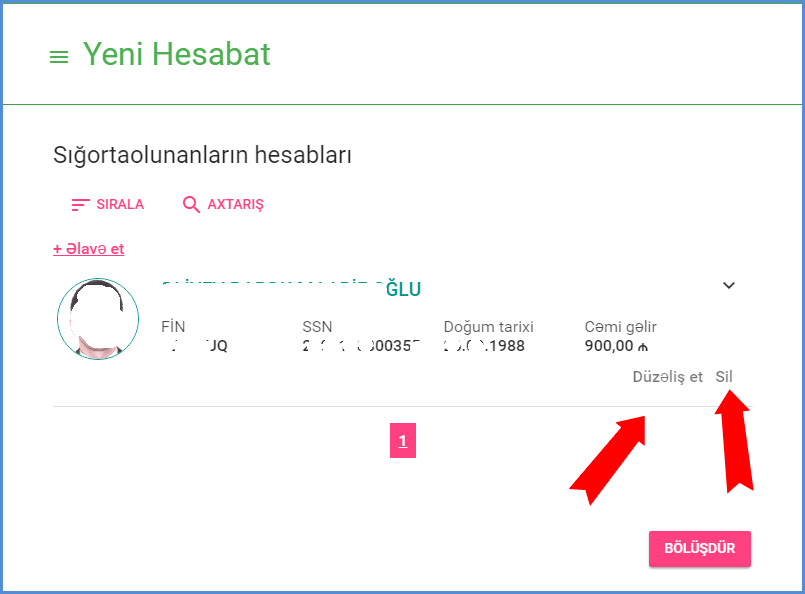 Yeni Hesabat
Sığortaolunanların hesabları
SIRALA AXTARIŞ
+ Əlavə et
FİN SSN Doğum tarixi Cəmi gəlir
900,00 ₼
Düzəliş et Sil
1
BÖLÜŞDÜR